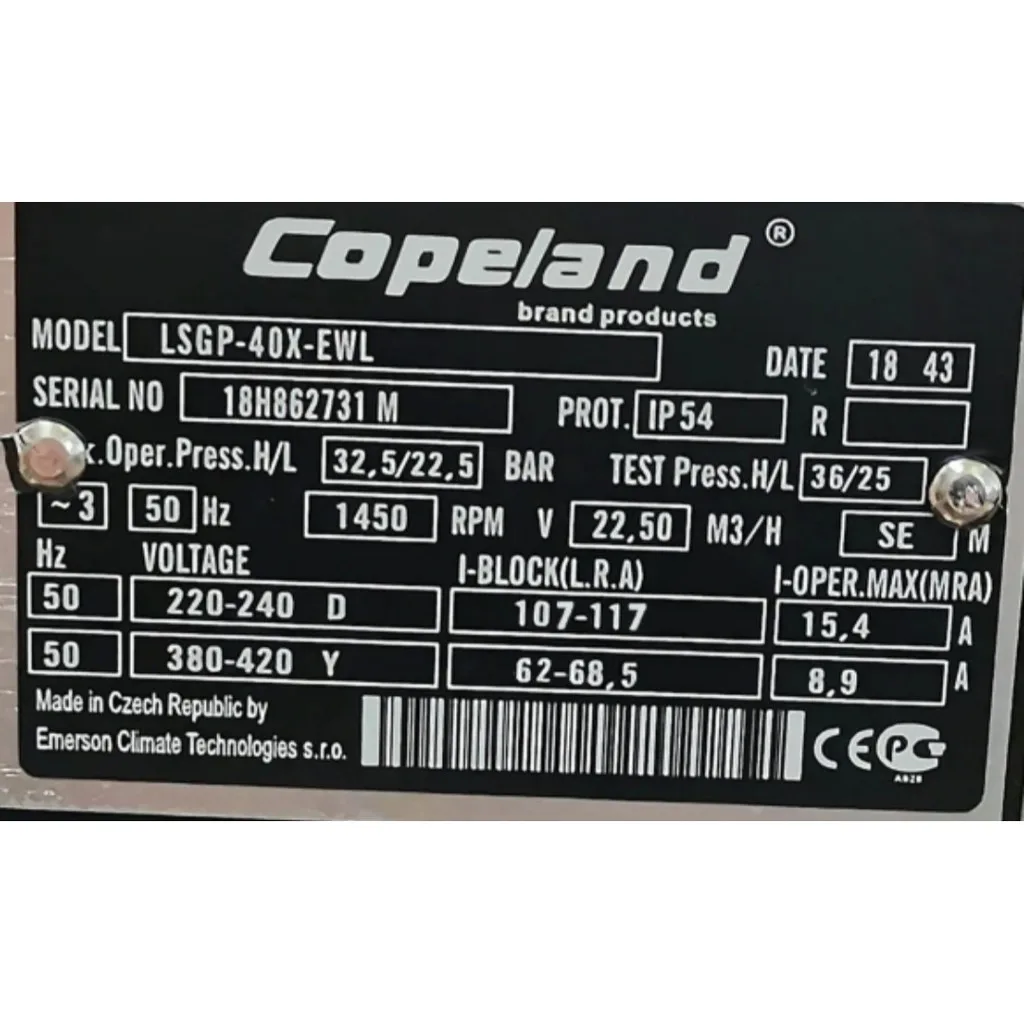 Copeland ®
brand products
MODEL LSGP-40X-EWL DATE 18 43
SERIAL NO 18H862731 M PROT. IP 54 R
.Oper.Press.H/L 32,5/22,5 BAR TEST Press.H/L 36/25
~3 50 Hz 1450 RPM V 22,50 M3/H SE M
Hz VOLTAGE I-BLOCK(L.R.A) I-OPER.MAX(MRA)
50 220-240 D 107-117 15,4 A
50 380-420 Y 62-68,5 8,9 A
Made in Czech Republic by
Emerson Climate Technologies s.r.o.
CE PC